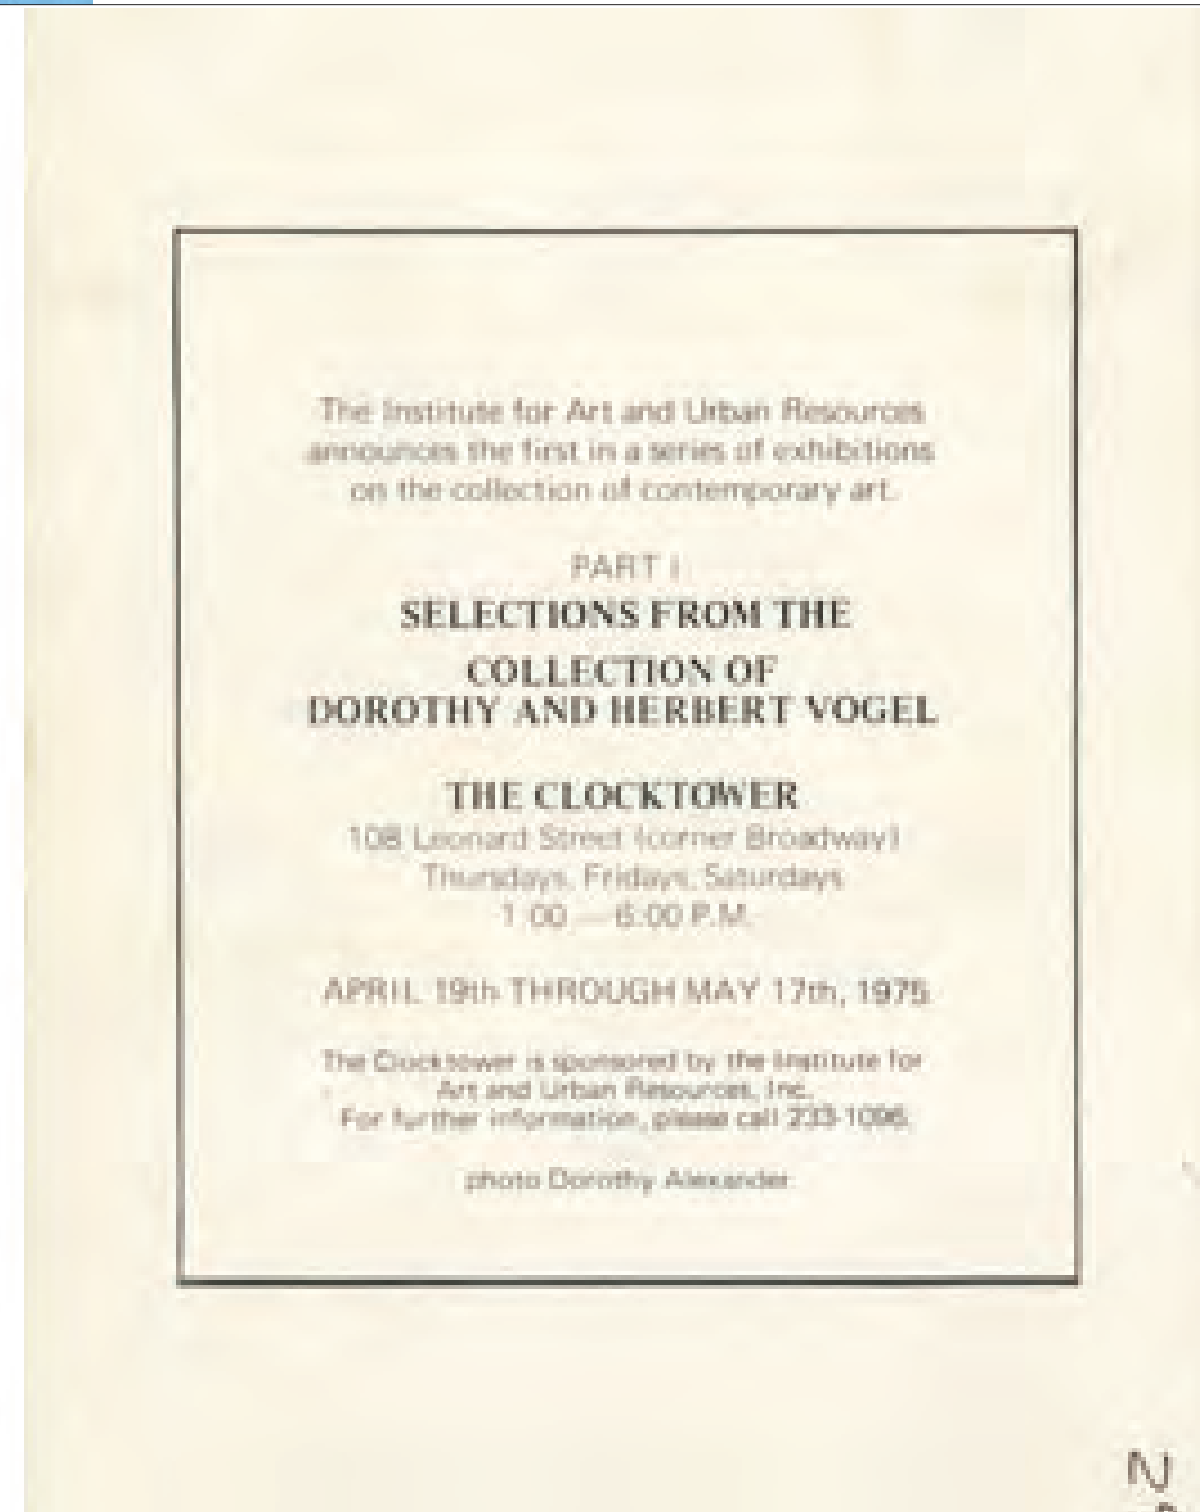 The Institute for Art and Urban Resources
announces the first in a series of exhibitions
on the collection of contemporary art.
PART I
SELECTIONS FROM THE
COLLECTION OF
DOROTHY AND HERBERT VOGEL
THE CLOCKTOWER
108 Leonard Street (corner Broadway)
Thursdays, Fridays, Saturdays
1:00 — 6:00 P.M.
APRIL 19th THROUGH MAY 17th, 1975
The Clocktower is sponsored by the Institute for
Art and Urban Resources, Inc.
For further information, please call 233-1096.
photo Dorothy Alexander
N